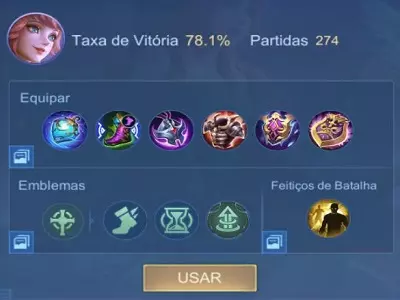 Taxa de Vitória 78.1% Partidas 274
Equipar
Emblemas Feitiços de Batalha
USAR